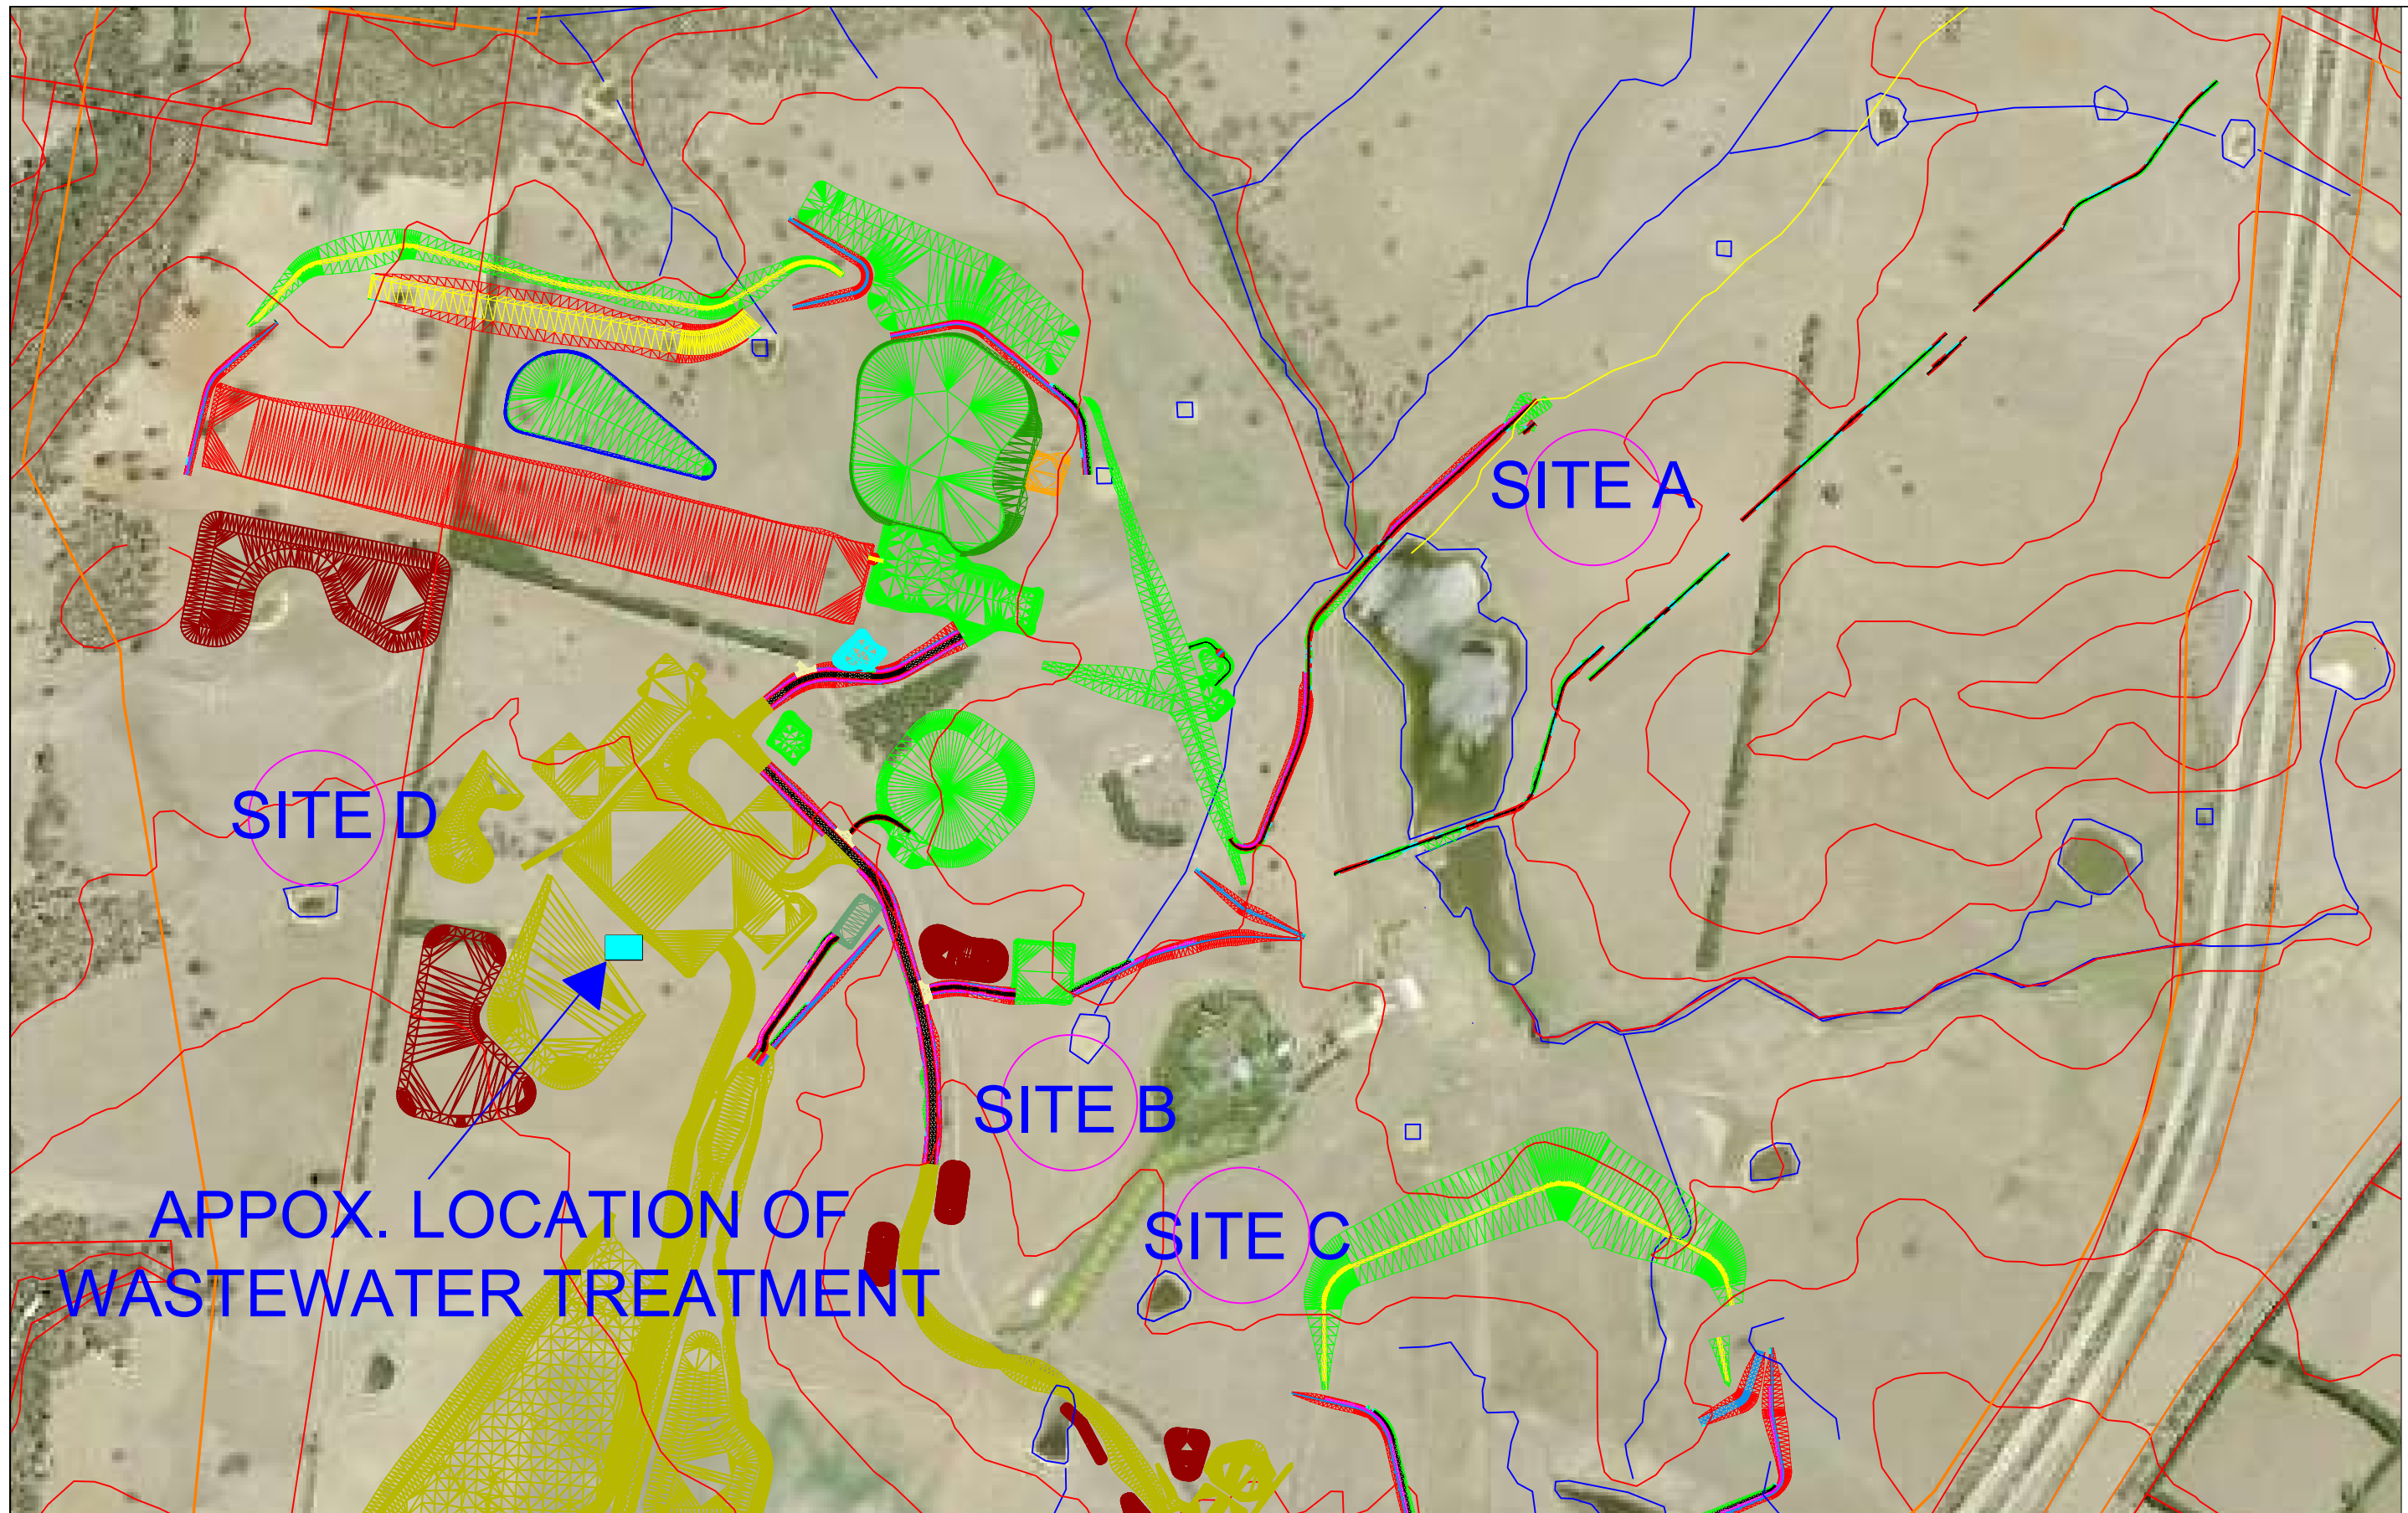 SITE A
SITE D
SITE B
SITE C
APPOX. LOCATION OF
WASTEWATER TREATMENT